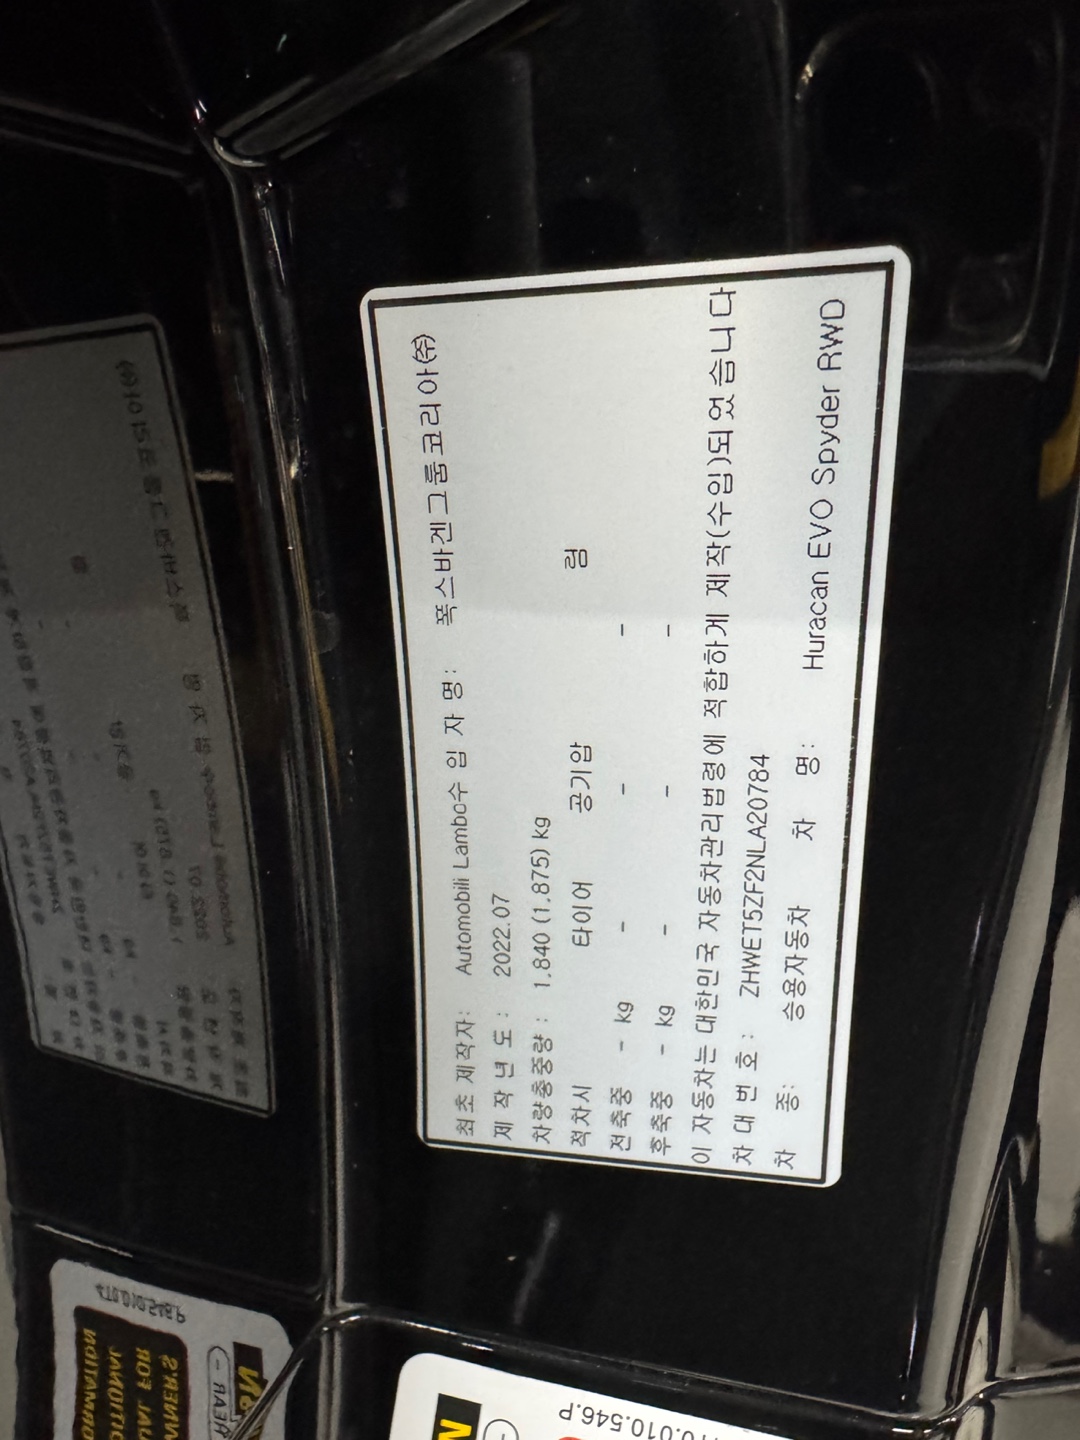 최초 제작자: Automobili Lambo수 입 자 명: 폭스바겐그룹코리아(주)
제 작 년 도 : 2022.07
차량총중량 : 1.840 (1.875) kg
적차시 타이어 공기압 림
전축중 - kg - - -
후축중 - kg - - -
이 자동차는 대한민국 자동차관리법령에 적합하게 제작(수입)되었습니다
차 대 번 호 : ZHWET5ZF2NLA20784
차 종: 승용자동차 차 명: Huracan EVO Spyder RWD
010.546.P